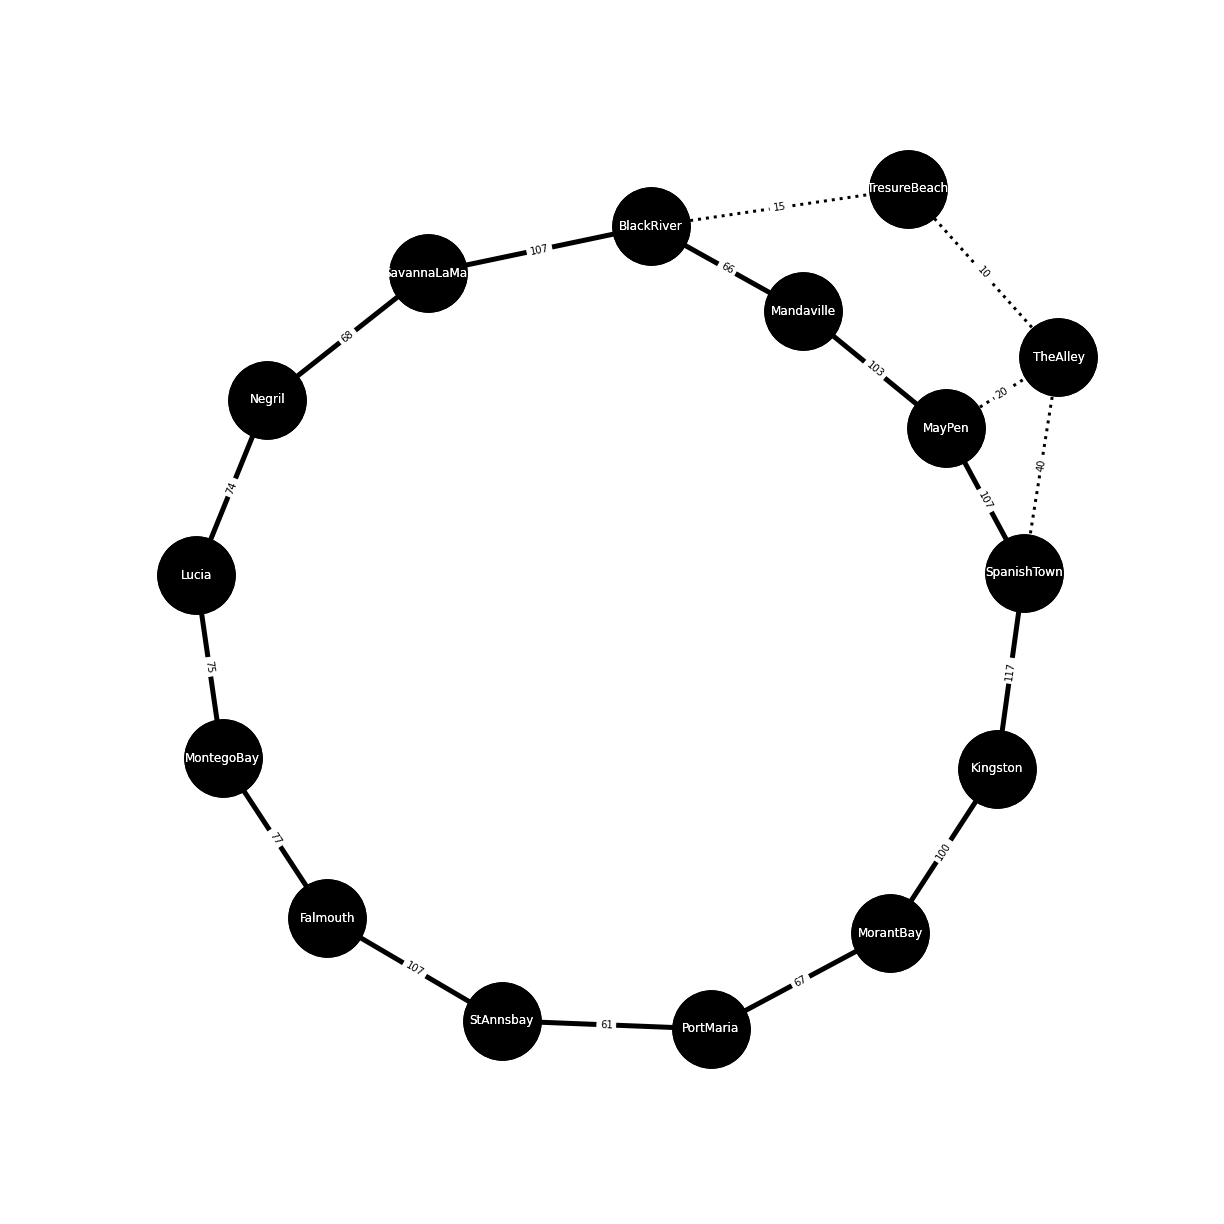 TresureBeach
15
BlackRiver
107
SavannaLaMa
66
10
Mandaville
68
TheAlley
103
20
Negril
MayPen
40
74
107
Lucia
SpanishTown
75
117
MontegoBay
Kingston
77
100
Falmouth
MorantBay
107
67
StAnnsbay
61
PortMaria